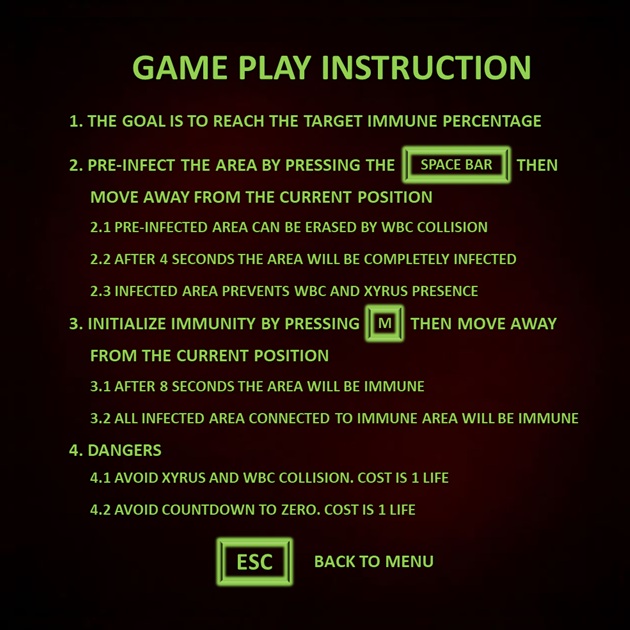 GAME PLAY INSTRUCTION
1. THE GOAL IS TO REACH THE TARGET IMMUNE PERCENTAGE
2. PRE-INFECT THE AREA BY PRESSING THE SPACE BAR THEN
MOVE AWAY FROM THE CURRENT POSITION
2.1 PRE-INFECTED AREA CAN BE ERASED BY WBC COLLISION
2.2 AFTER 4 SECONDS THE AREA WILL BE COMPLETELY INFECTED
2.3 INFECTED AREA PREVENTS WBC AND XYRUS PRESENCE
3. INITIALIZE IMMUNITY BY PRESSING M THEN MOVE AWAY
FROM THE CURRENT POSITION
3.1 AFTER 8 SECONDS THE AREA WILL BE IMMUNE
3.2 ALL INFECTED AREA CONNECTED TO IMMUNE AREA WILL BE IMMUNE
4. DANGERS
4.1 AVOID XYRUS AND WBC COLLISION. COST IS 1 LIFE
4.2 AVOID COUNTDOWN TO ZERO. COST IS 1 LIFE
ESC BACK TO MENU